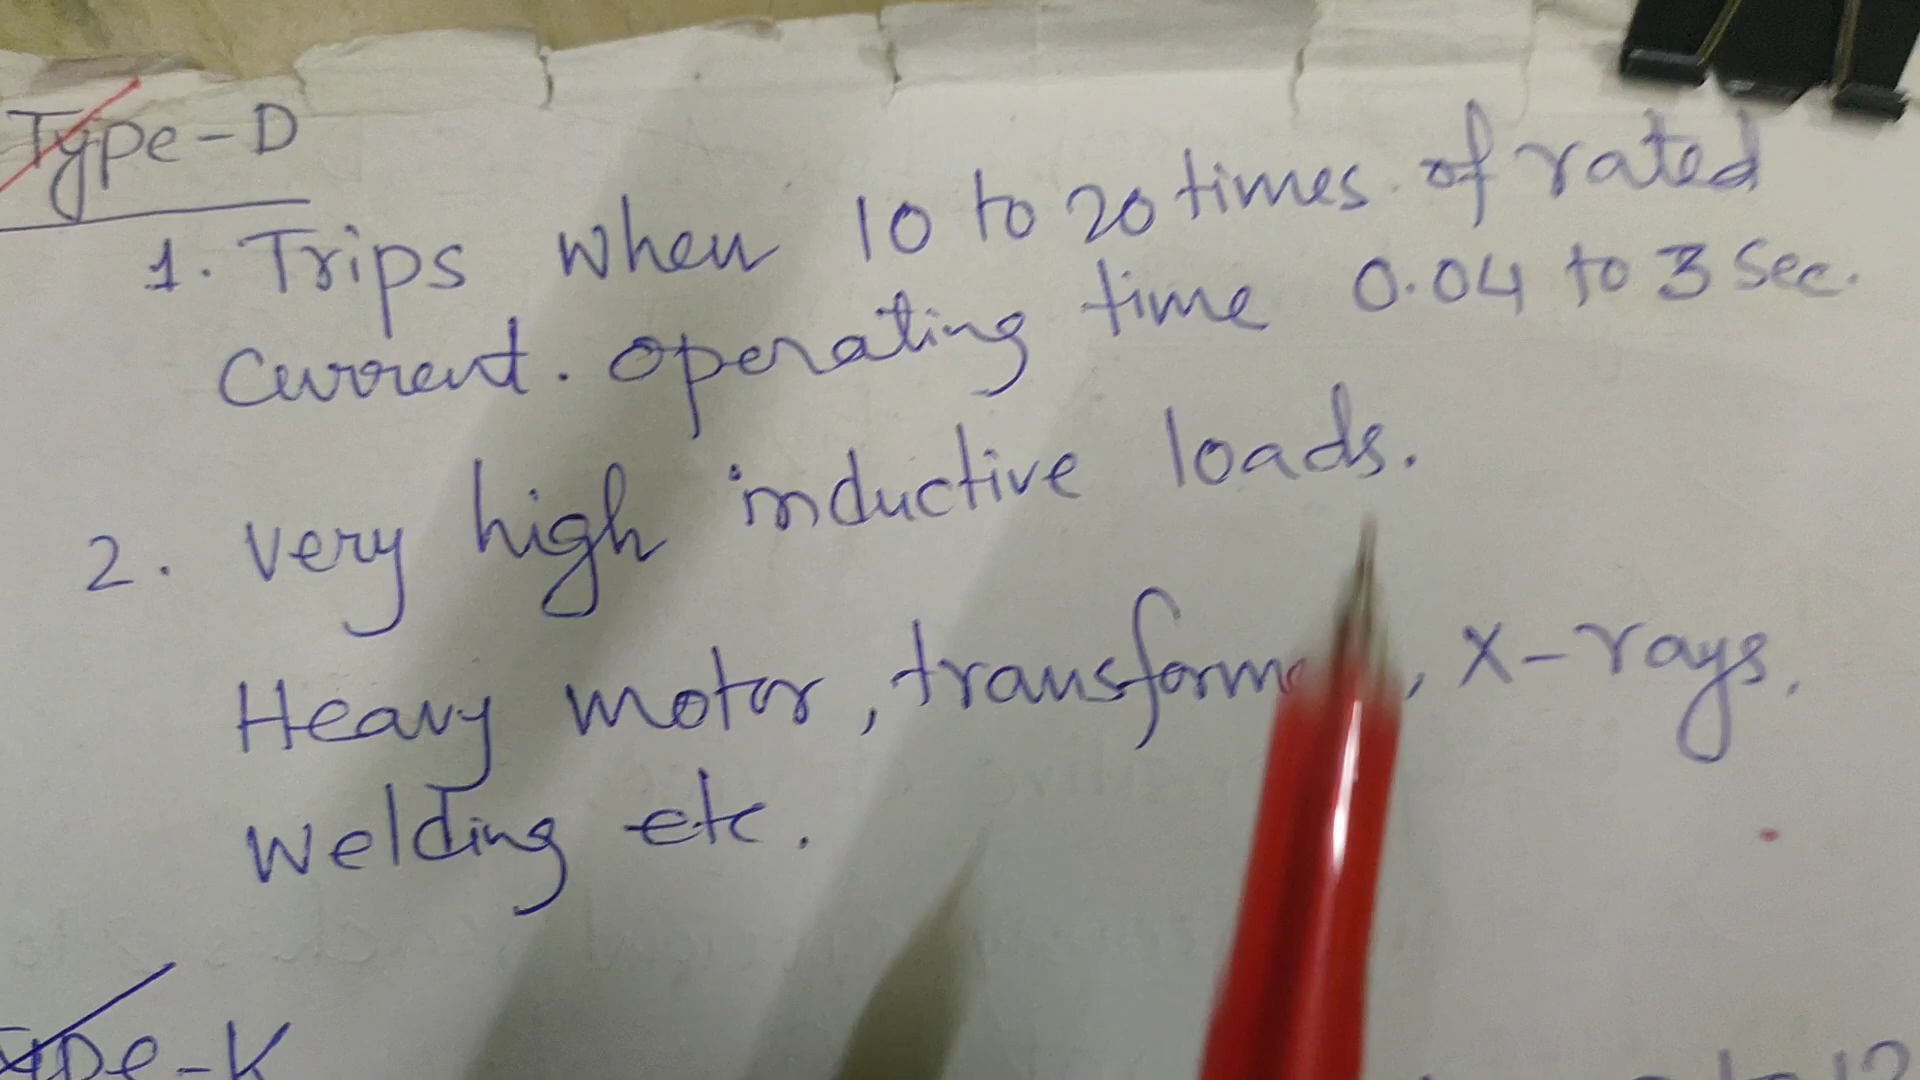 Type-D
1. Trips when 10 to 20 times of rated
Current. operating time 0.04 to 3 Sec.
2. Very high inductive loads.
Heavy motor, , X-rays,
Welding etc.
Type-K